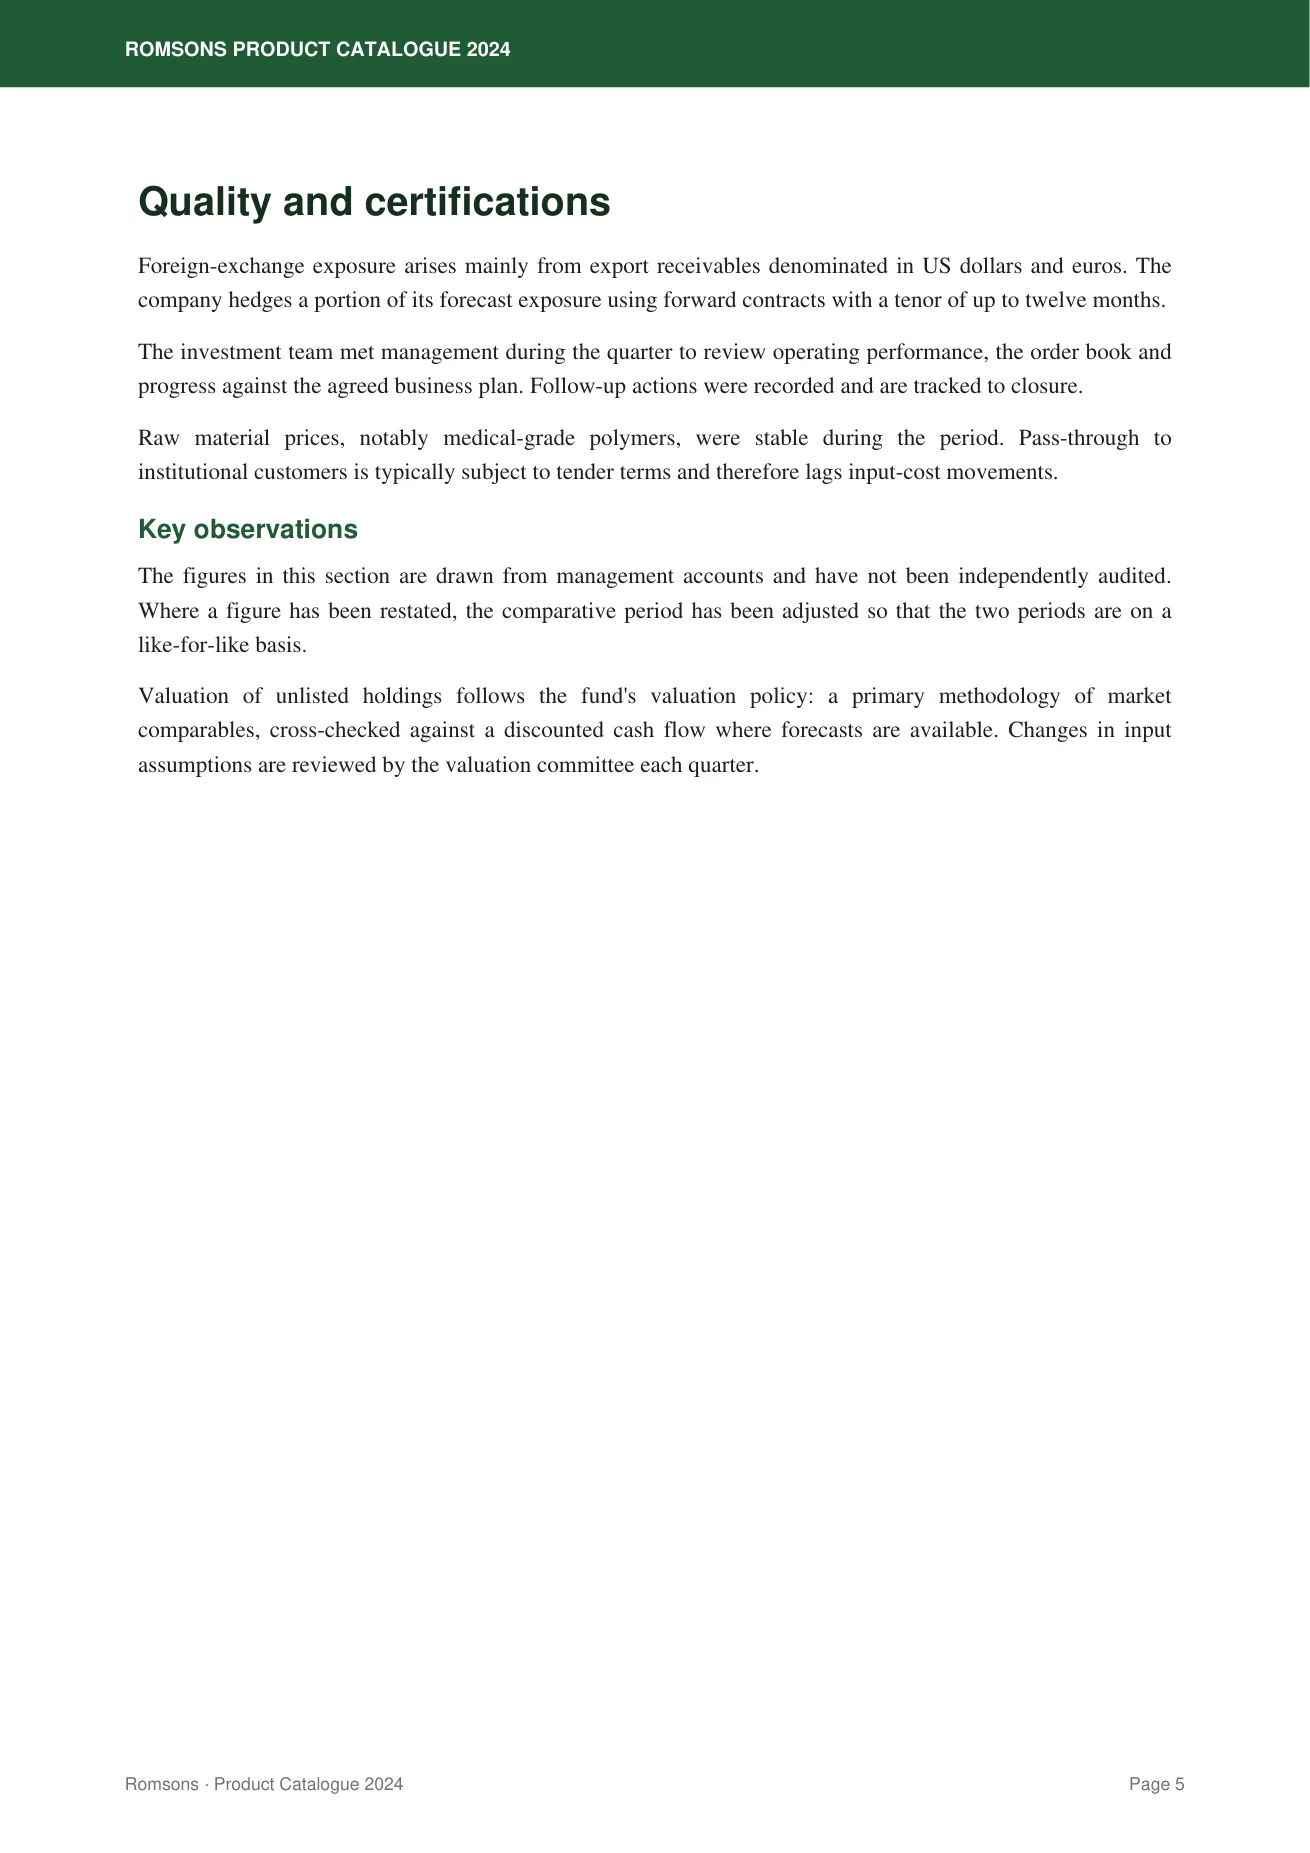 ROMSONS PRODUCT CATALOGUE 2024
Quality and certifications
Foreign-exchange exposure arises mainly from export receivables denominated in US dollars and euros. The
company hedges a portion of its forecast exposure using forward contracts with a tenor of up to twelve months.
The investment team met management during the quarter to review operating performance, the order book and
progress against the agreed business plan. Follow-up actions were recorded and are tracked to closure.
Raw material prices, notably medical-grade polymers, were stable during the period. Pass-through to
institutional customers is typically subject to tender terms and therefore lags input-cost movements.
Key observations
The figures in this section are drawn from management accounts and have not been independently audited.
Where a figure has been restated, the comparative period has been adjusted so that the two periods are on a
like-for-like basis.
Valuation of unlisted holdings follows the fund's valuation policy: a primary methodology of market
comparables, cross-checked against a discounted cash flow where forecasts are available. Changes in input
assumptions are reviewed by the valuation committee each quarter.
Romsons · Product Catalogue 2024
Page 5